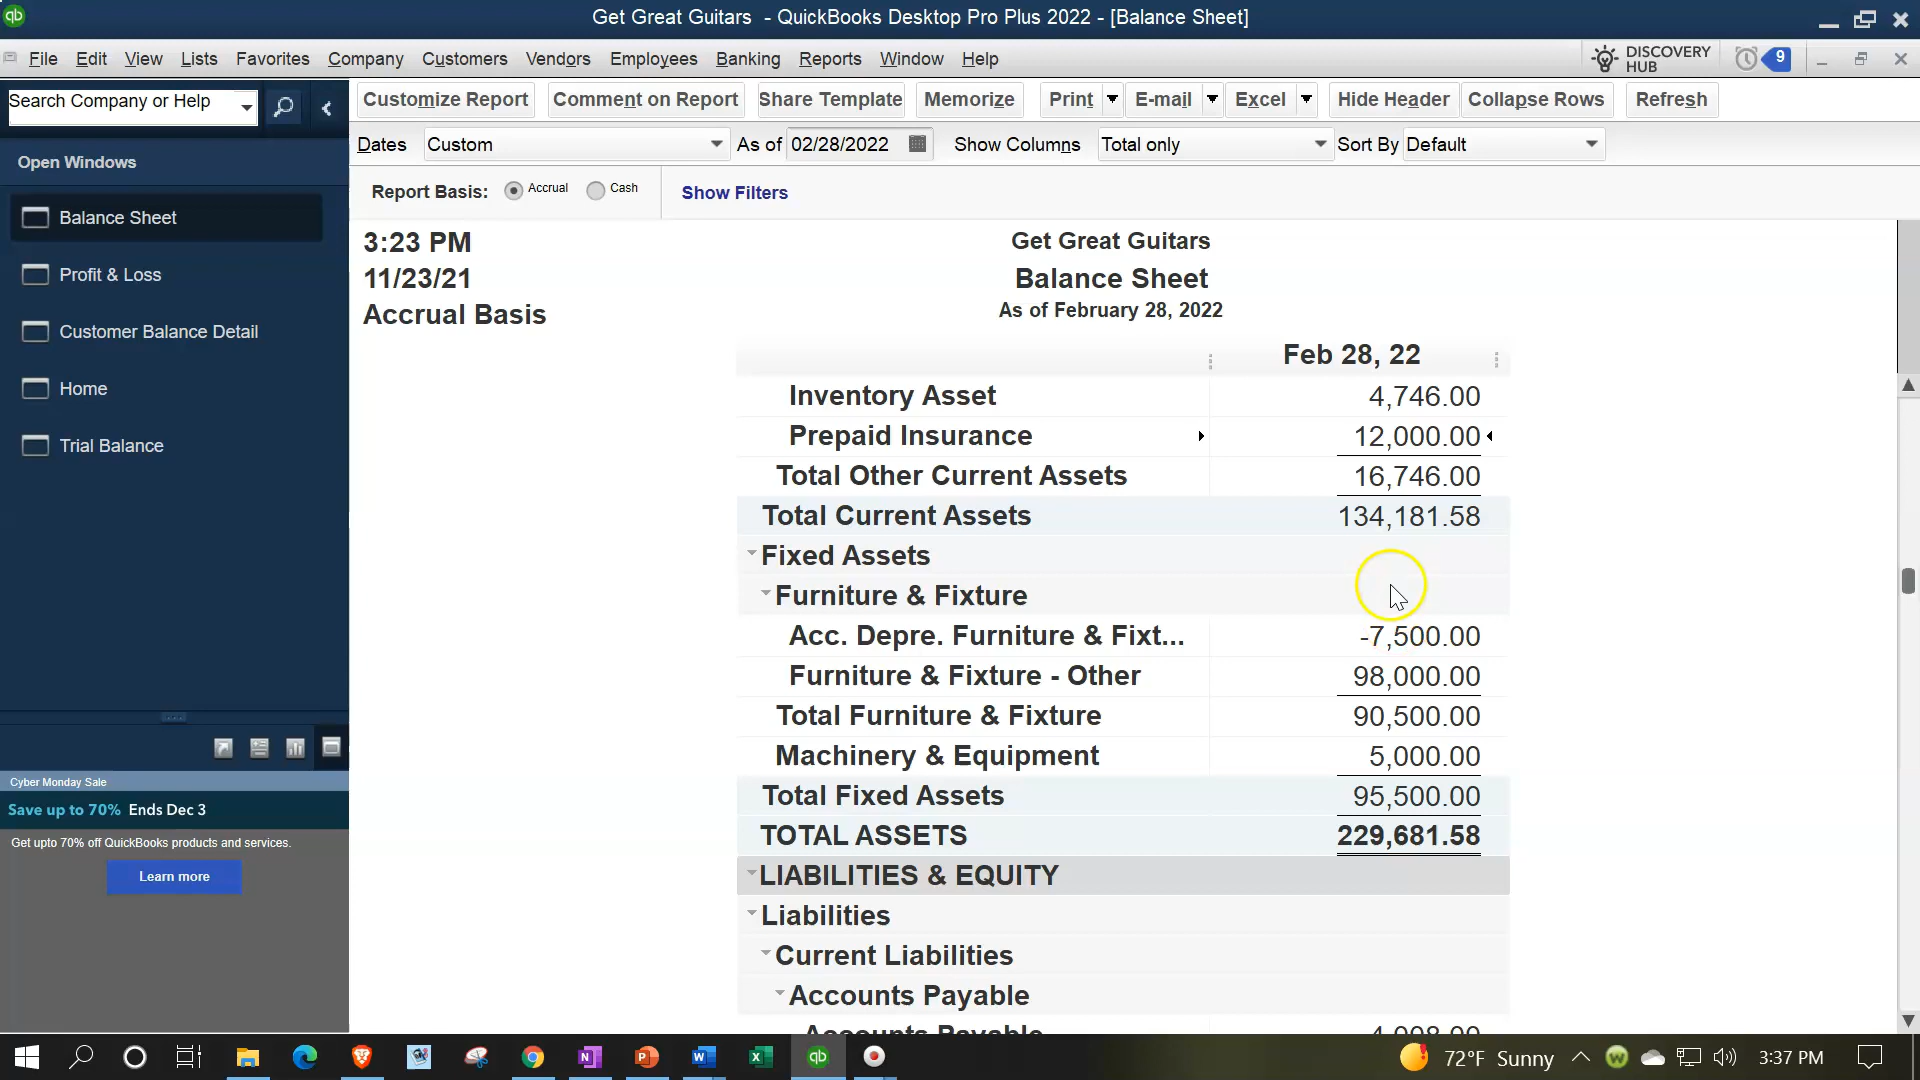 Get Great Guitars - QuickBooks Desktop Pro Plus 2022 - [Balance Sheet]
File Edit View Lists Favorites Company Customers Vendors Employees Banking Reports Window Help
DISCOVERY HUB 9
Search Company or Help
Customize Report Comment on Report Share Template Memorize Print E-mail Excel Hide Header Collapse Rows Refresh
Dates Custom As of 02/28/2022 Show Columns Total only Sort By Default
Report Basis: Accrual Cash Show Filters
Open Windows
Balance Sheet
Profit & Loss
Customer Balance Detail
Home
Trial Balance
Cyber Monday Sale
Save up to 70% Ends Dec 3
Get upto 70% off QuickBooks products and services.
Learn more
3:23 PM
11/23/21
Accrual Basis
Get Great Guitars
Balance Sheet
As of February 28, 2022
Feb 28, 22
Inventory Asset 4,746.00
Prepaid Insurance 12,000.00
Total Other Current Assets 16,746.00
Total Current Assets 134,181.58
Fixed Assets
Furniture & Fixture
Acc. Depre. Furniture & Fixt... -7,500.00
Furniture & Fixture - Other 98,000.00
Total Furniture & Fixture 90,500.00
Machinery & Equipment 5,000.00
Total Fixed Assets 95,500.00
TOTAL ASSETS 229,681.58
LIABILITIES & EQUITY
Liabilities
Current Liabilities
Accounts Payable
Accounts Payable 4,098.00
72°F Sunny 3:37 PM